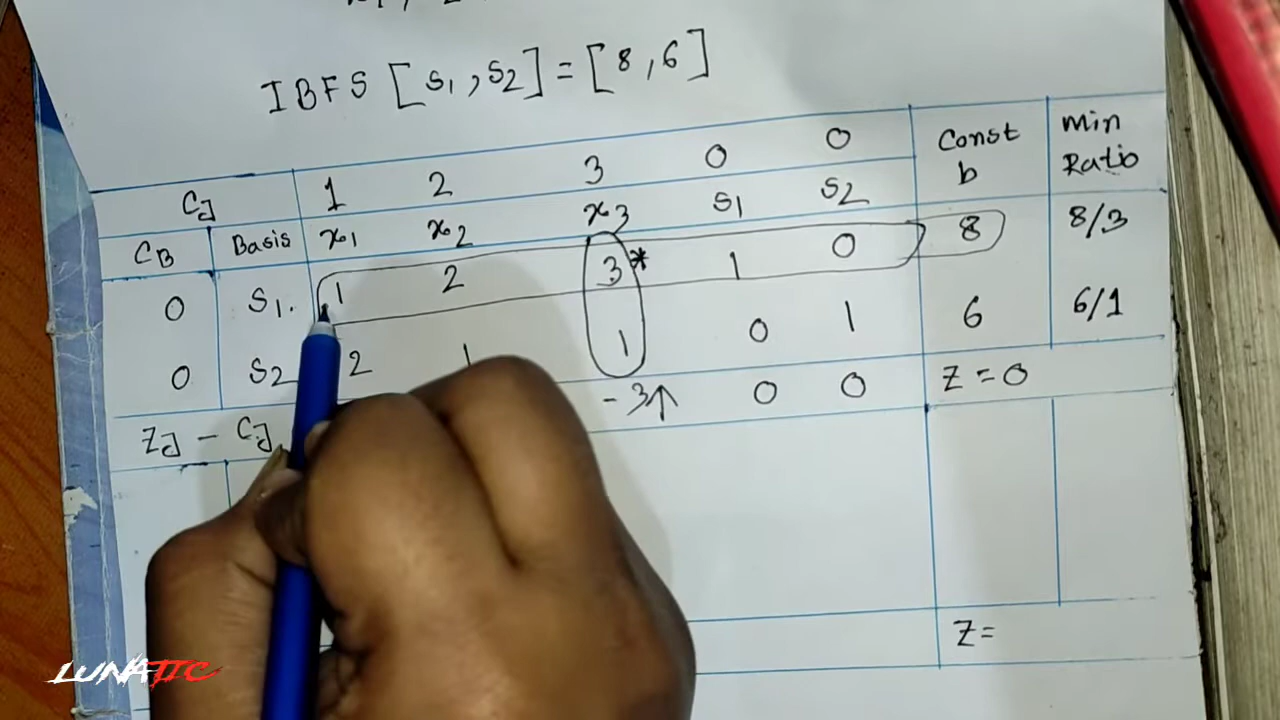 IBFS [s1, s2] = [8, 6]
CJ 1 2 3 0 0 Const b Min Ratio
CB Basis x1 x2 x3 s1 s2
0 S1. 1 2 3* 1 0 8 8/3
0 S2 2 1 1 0 1 6 6/1
ZJ - CJ - 3↑ 0 0 Z = 0
Z =
LUNATIC